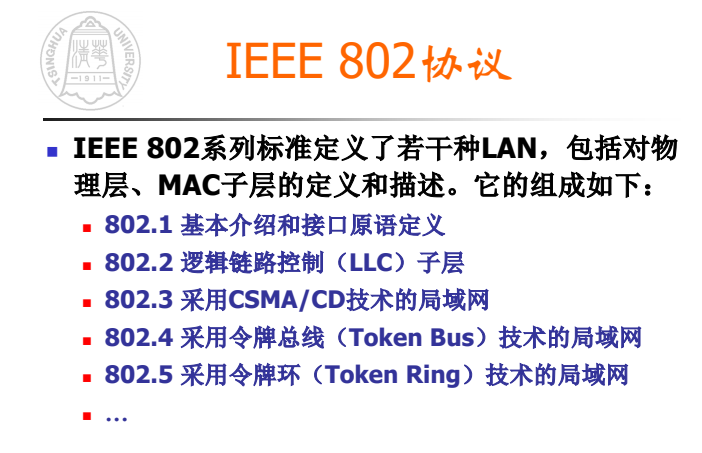 TSINGHUA UNIVERSITY
清華
-1911-
IEEE 802协议
IEEE 802系列标准定义了若干种LAN，包括对物
理层、MAC子层的定义和描述。它的组成如下：
802.1 基本介绍和接口原语定义
802.2 逻辑链路控制（LLC）子层
802.3 采用CSMA/CD技术的局域网
802.4 采用令牌总线（Token Bus）技术的局域网
802.5 采用令牌环（Token Ring）技术的局域网
…